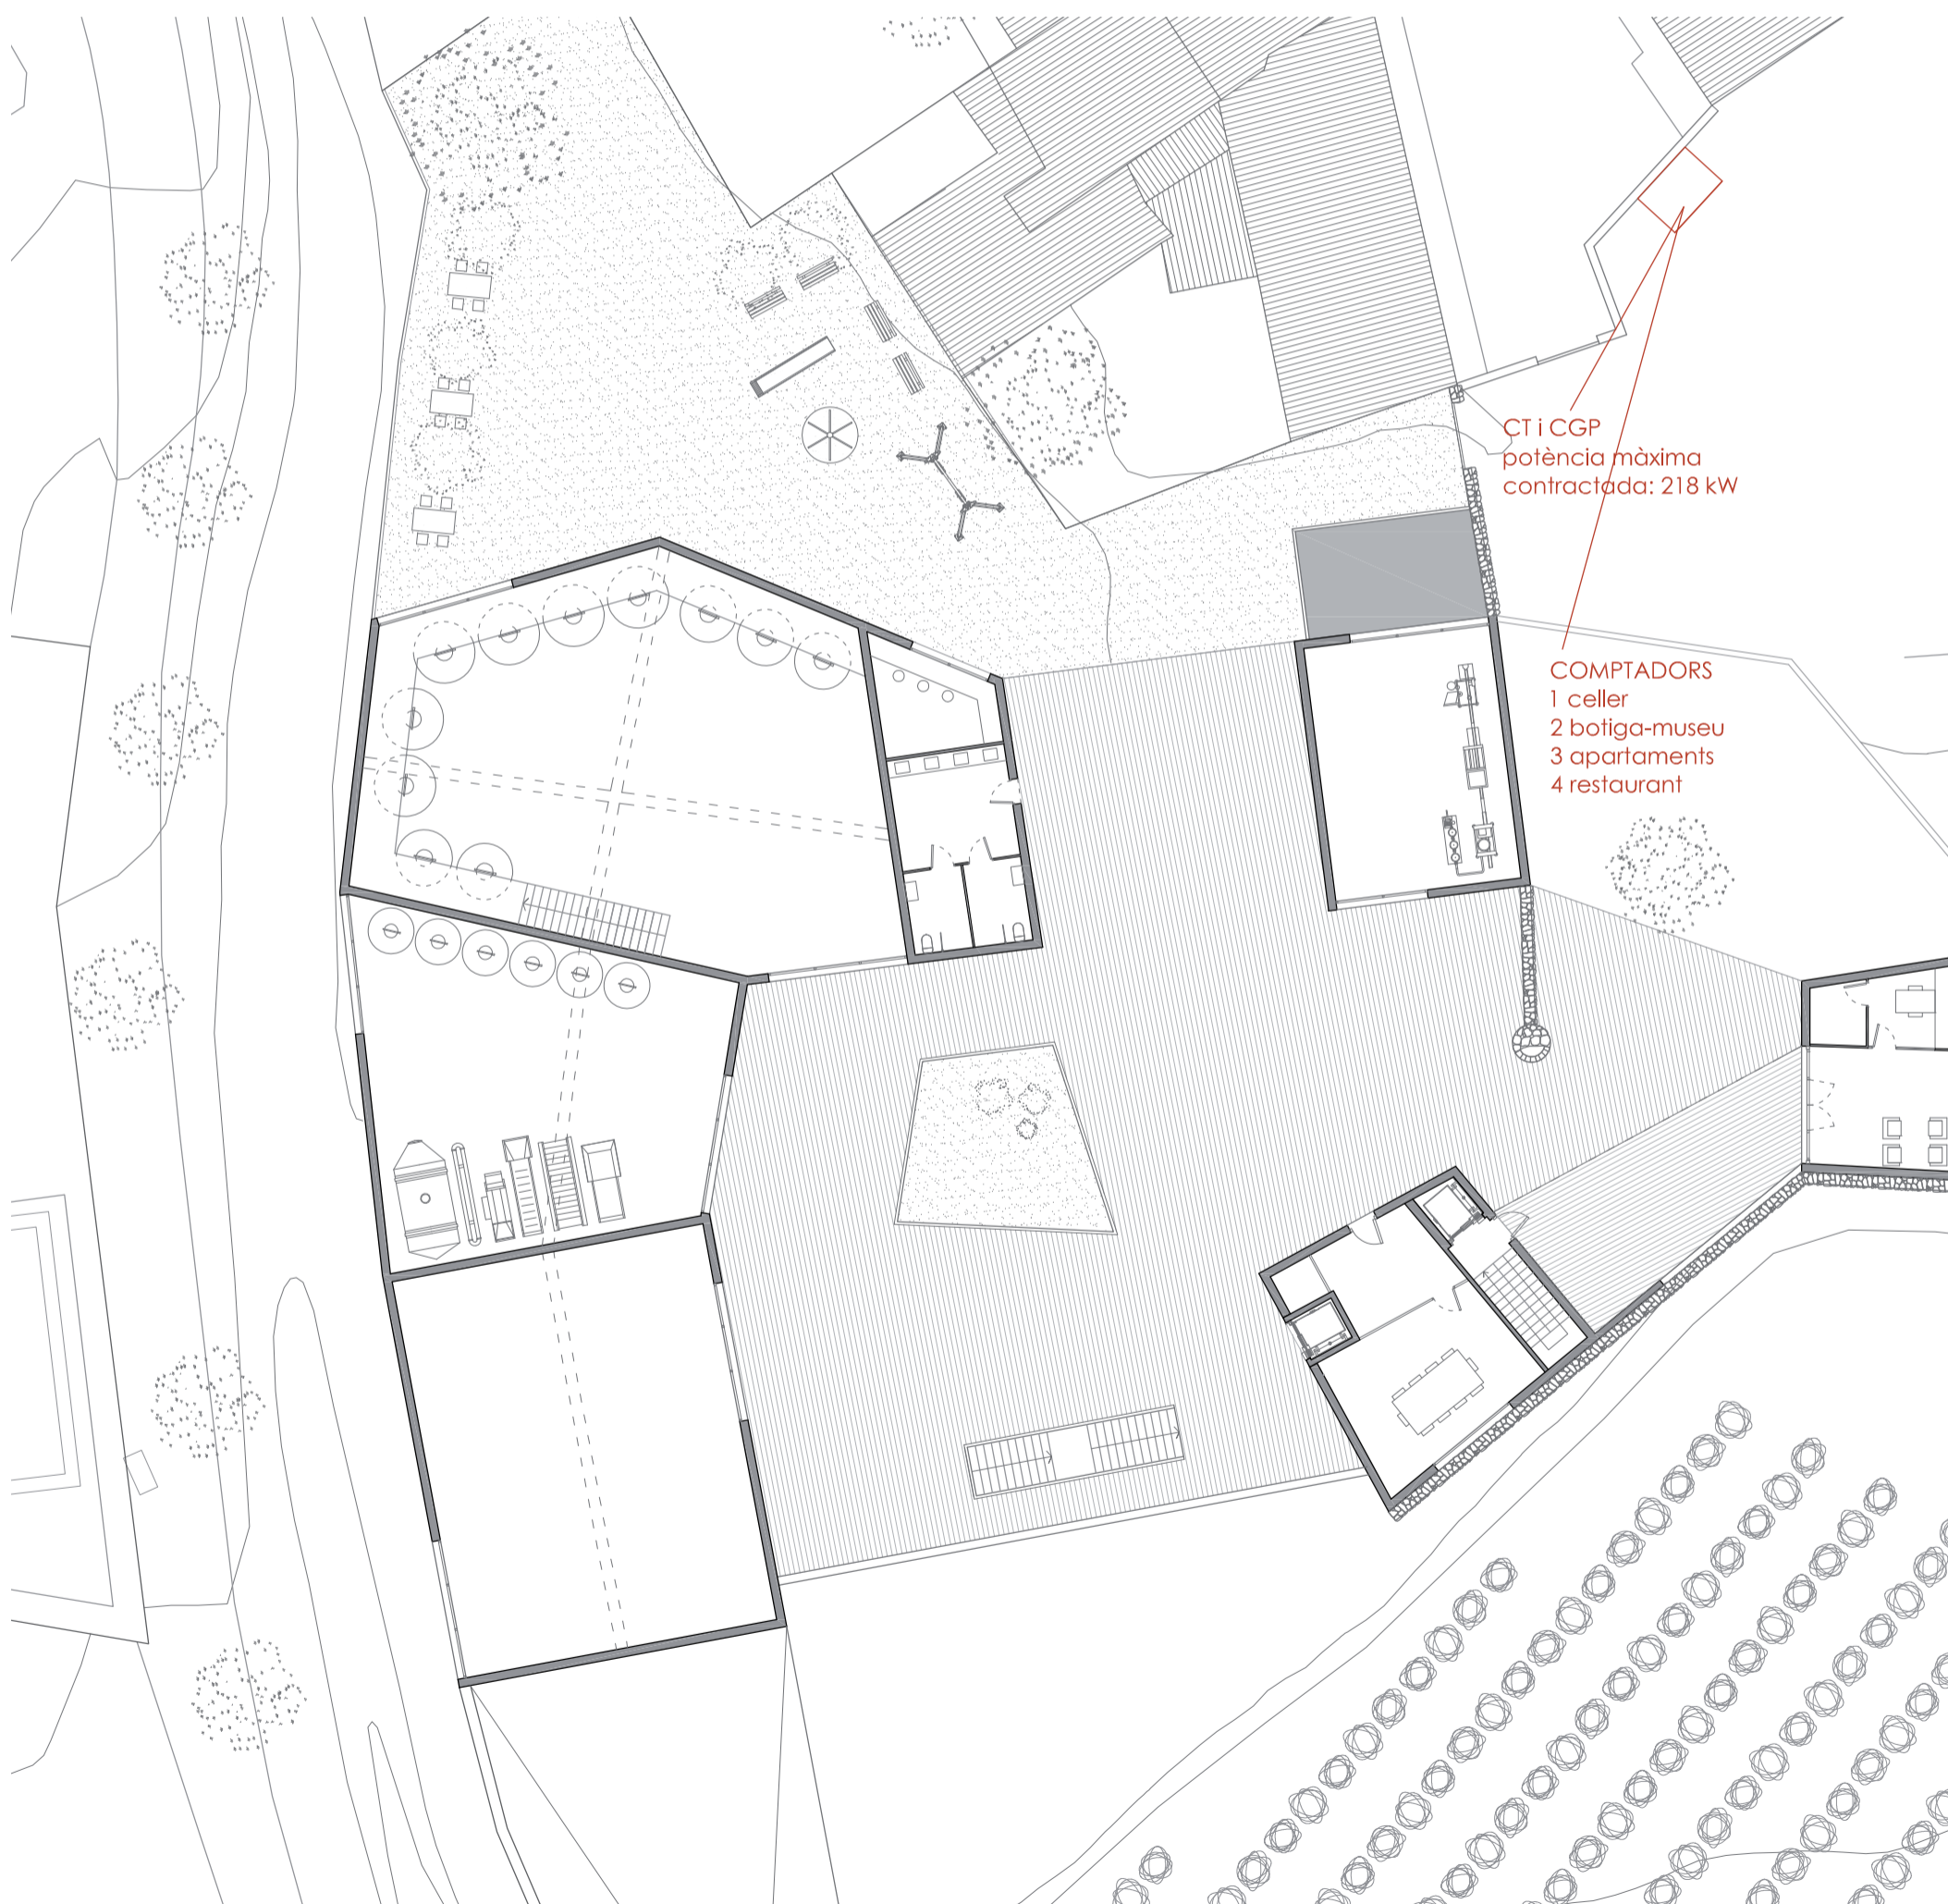 CT i CGP
potència màxima
contractada: 218 kW
COMPTADORS
1 celler
2 botiga-museu
3 apartaments
4 restaurant